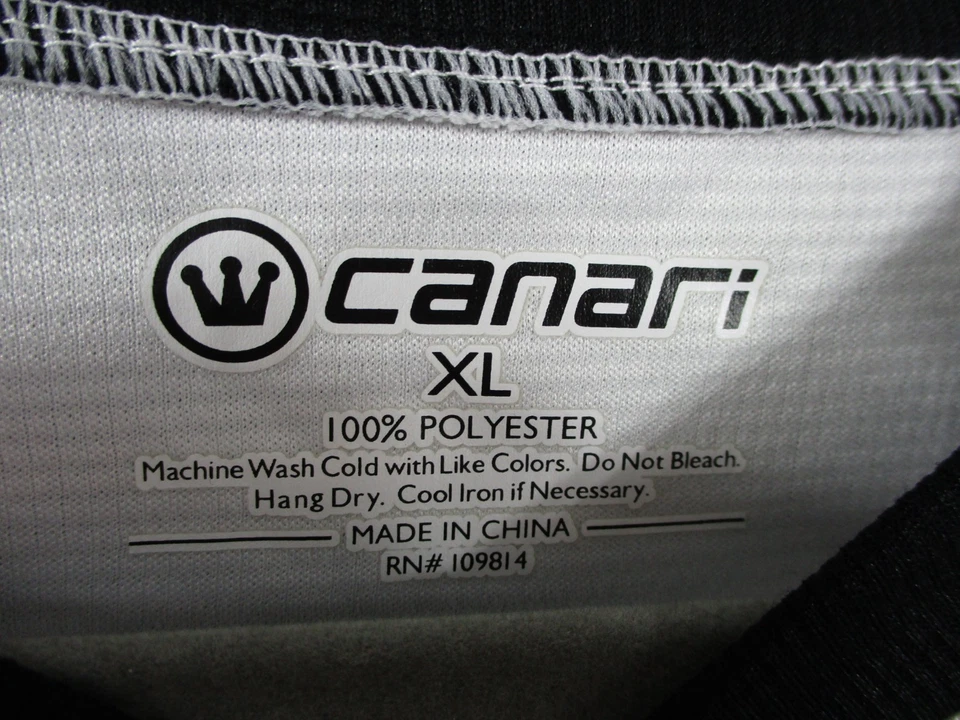 canari
XL
100% POLYESTER
Machine Wash Cold with Like Colors. Do Not Bleach.
Hang Dry. Cool Iron if Necessary.
MADE IN CHINA
RN# 109814